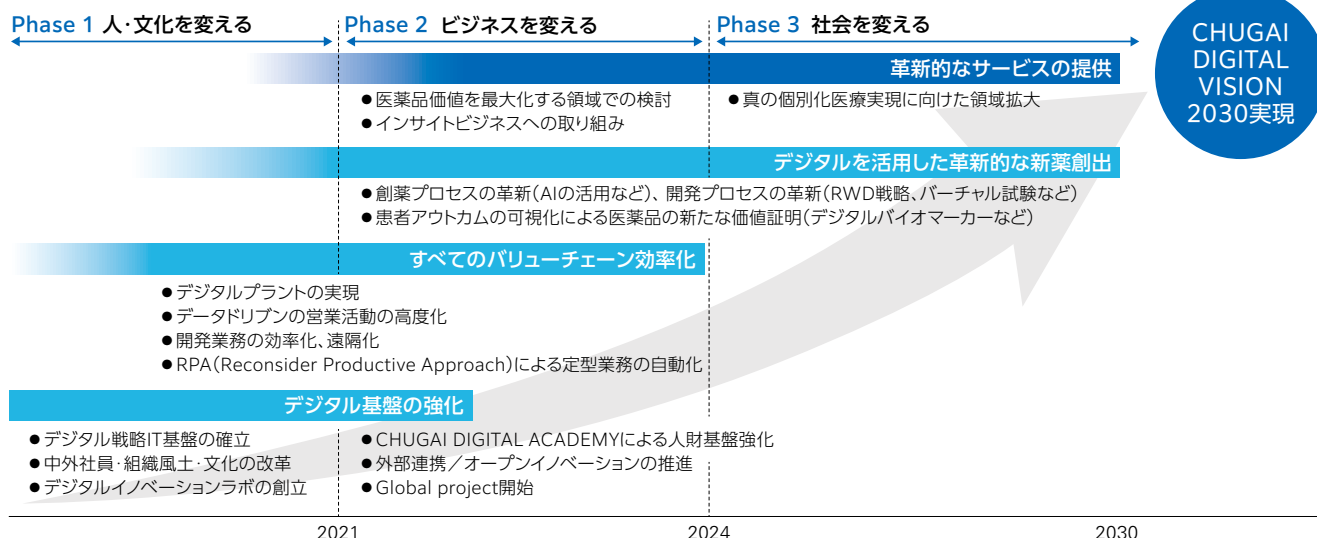 Phase 1 人・文化を変える
Phase 2 ビジネスを変える
Phase 3 社会を変える
CHUGAI
DIGITAL
VISION
2030実現
革新的なサービスの提供
●医薬品価値を最大化する領域での検討
●インサイトビジネスへの取り組み
●真の個別化医療実現に向けた領域拡大
デジタルを活用した革新的な新薬創出
●創薬プロセスの革新(AIの活用など)、開発プロセスの革新(RWD戦略、バーチャル試験など)
●患者アウトカムの可視化による医薬品の新たな価値証明(デジタルバイオマーカーなど)
すべてのバリューチェーン効率化
●デジタルプラントの実現
●データドリブンの営業活動の高度化
●開発業務の効率化、遠隔化
●RPA(Reconsider Productive Approach)による定型業務の自動化
デジタル基盤の強化
●デジタル戦略IT基盤の確立
●中外社員・組織風土・文化の改革
●デジタルイノベーションラボの創立
●CHUGAI DIGITAL ACADEMYによる人財基盤強化
●外部連携／オープンイノベーションの推進
●Global project開始
2021
2024
2030